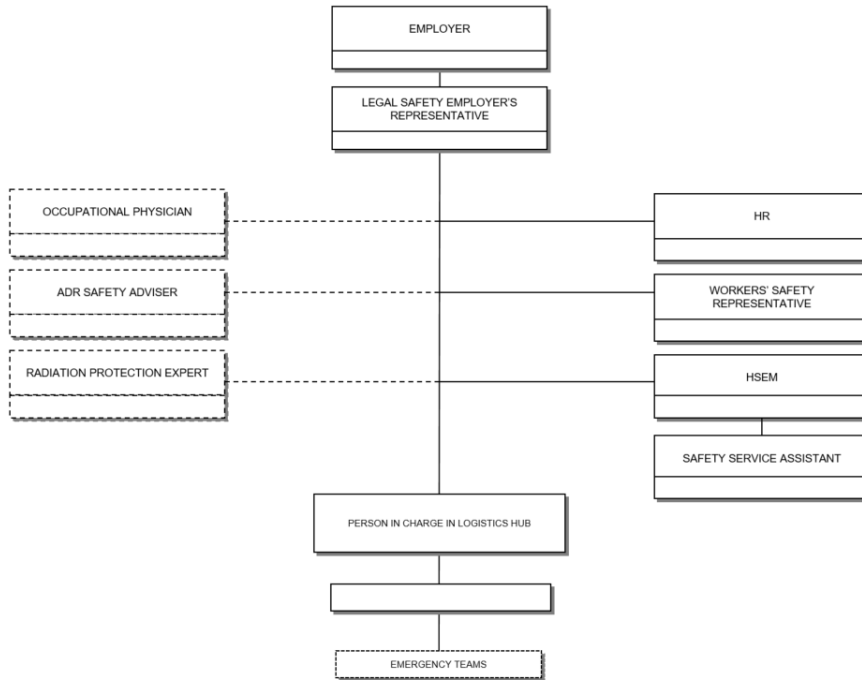 EMPLOYER
LEGAL SAFETY EMPLOYER'S
REPRESENTATIVE
OCCUPATIONAL PHYSICIAN
HR
ADR SAFETY ADVISER
WORKERS' SAFETY
REPRESENTATIVE
RADIATION PROTECTION EXPERT
HSEM
SAFETY SERVICE ASSISTANT
PERSON IN CHARGE IN LOGISTICS HUB
EMERGENCY TEAMS